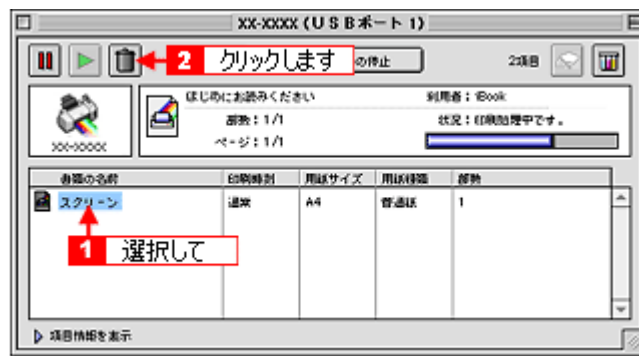 XX-XXXX (USBポート 1)
2 クリックします の停止 2項目
はじめにお読みください 利用者：iBook
部数：1/1 状況：印刷処理中です。
ページ：1/1
XX-XXXX
書類の名前 印刷時刻 用紙サイズ 用紙種類 部数
スクリーン 通常 A4 普通紙 1
1 選択して
項目情報を表示